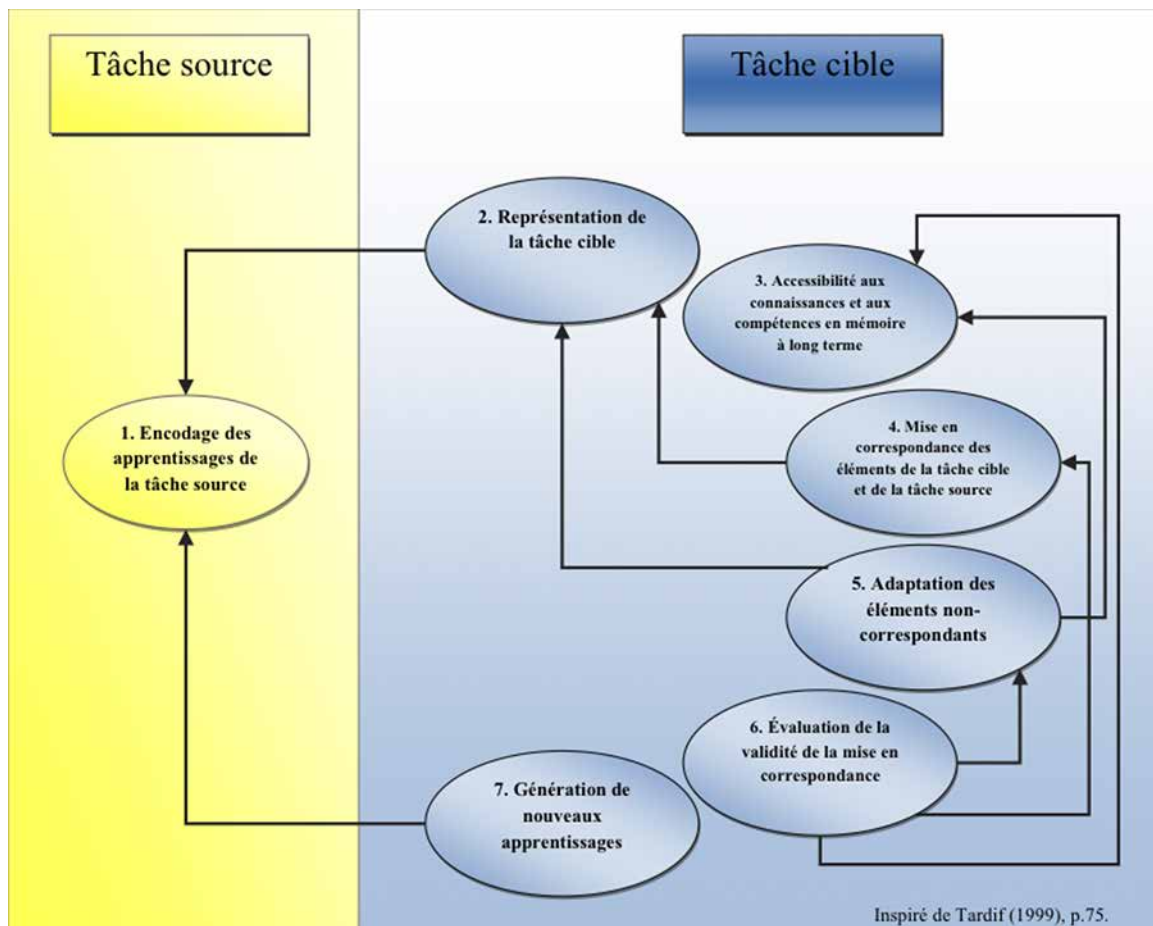 Tâche source
Tâche cible
2. Représentation de
la tâche cible
3. Accessibilité aux
connaissances et aux
compétences en mémoire
à long terme
1. Encodage des
apprentissages de
la tâche source
4. Mise en
correspondance des
éléments de la tâche cible
et de la tâche source
5. Adaptation des
éléments non-
correspondants
6. Évaluation de la
validité de la mise en
correspondance
7. Génération de
nouveaux
apprentissages
Inspiré de Tardif (1999), p.75.